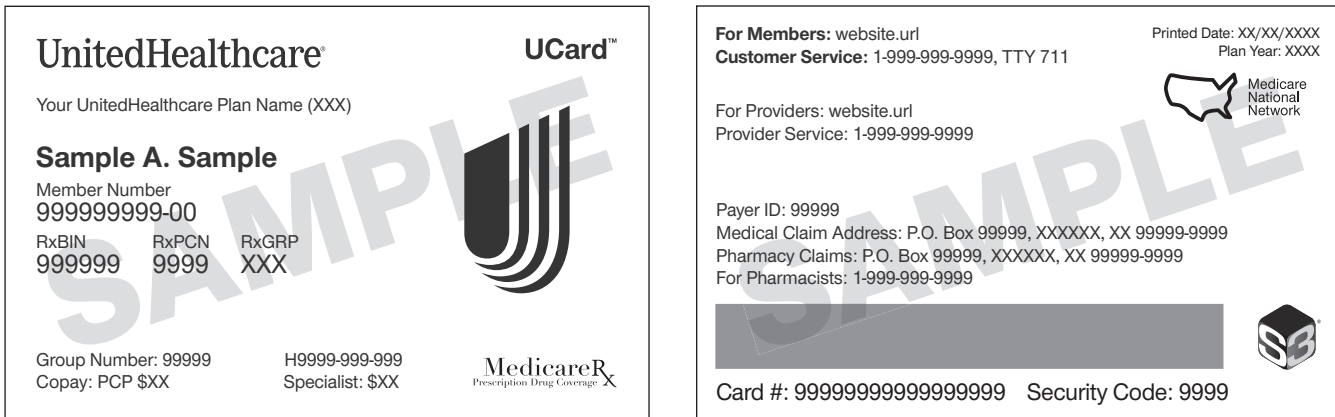 UnitedHealthcare®
UCard™
Your UnitedHealthcare Plan Name (XXX)
Sample A. Sample
Member Number
999999999-00
RxBIN RxPCN RxGRP
999999 9999 XXX
Group Number: 99999 H9999-999-999
Copay: PCP $XX Specialist: $XX
MedicareRx
Prescription Drug Coverage
SAMPLE
For Members: website.url
Customer Service: 1-999-999-9999, TTY 711
Printed Date: XX/XX/XXXX
Plan Year: XXXX
Medicare
National
Network
For Providers: website.url
Provider Service: 1-999-999-9999
Payer ID: 99999
Medical Claim Address: P.O. Box 99999, XXXXXX, XX 99999-9999
Pharmacy Claims: P.O. Box 99999, XXXXXX, XX 99999-9999
For Pharmacists: 1-999-999-9999
S3®
Card #: 99999999999999999 Security Code: 9999
SAMPLE